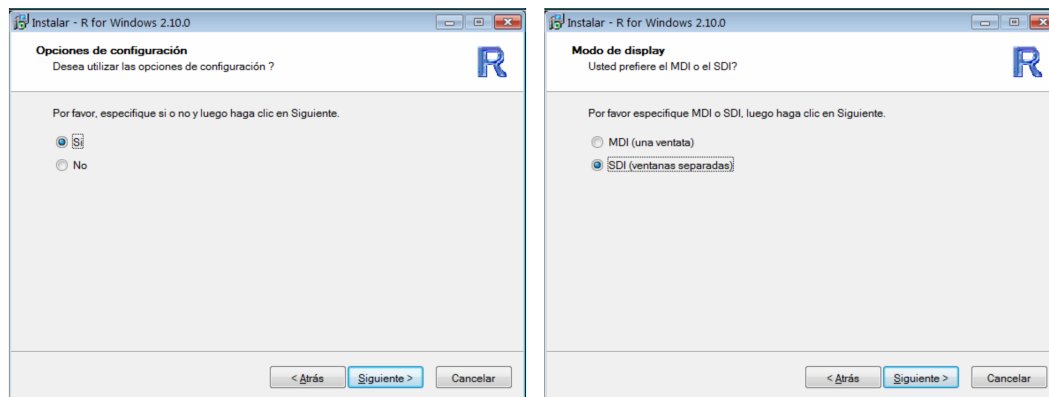 Instalar - R for Windows 2.10.0
Opciones de configuración
Desea utilizar las opciones de configuración ?
R
Por favor, especifique si o no y luego haga clic en Siguiente.
Si
No
< Atrás
Siguiente >
Cancelar
Instalar - R for Windows 2.10.0
Modo de display
Usted prefiere el MDI o el SDI?
R
Por favor especifique MDI o SDI, luego haga clic en Siguiente.
MDI (una ventata)
SDI (ventanas separadas)
< Atrás
Siguiente >
Cancelar